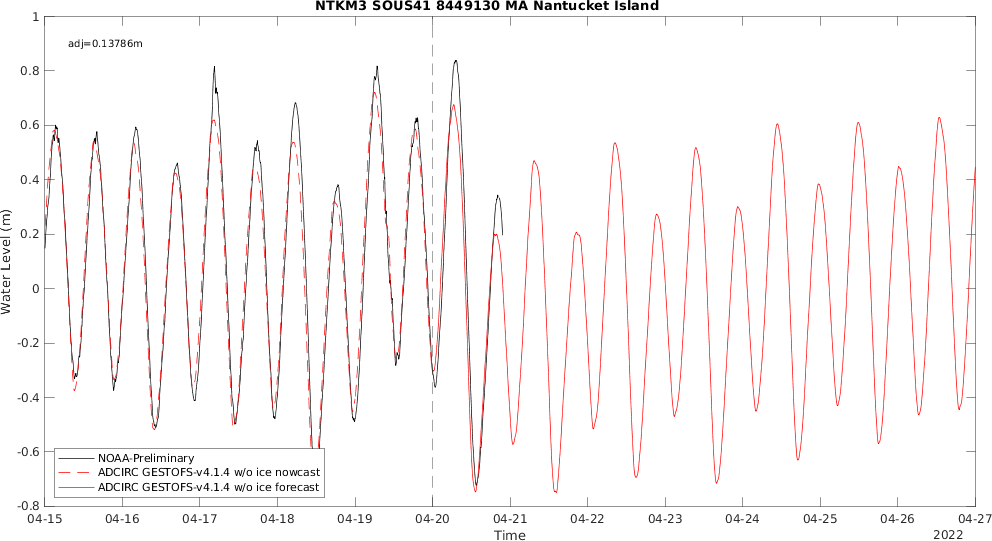 NTKM3 SOUS41 8449130 MA Nantucket Island
1
adj=0.13786m
0.8
0.6
0.4
0.2
0
-0.2
-0.4
-0.6
-0.8
Water Level (m)
NOAA-Preliminary
ADCIRC GESTOFS-v4.1.4 w/o ice nowcast
ADCIRC GESTOFS-v4.1.4 w/o ice forecast
04-15 04-16 04-17 04-18 04-19 04-20 04-21 04-22 04-23 04-24 04-25 04-26 04-27
Time
2022